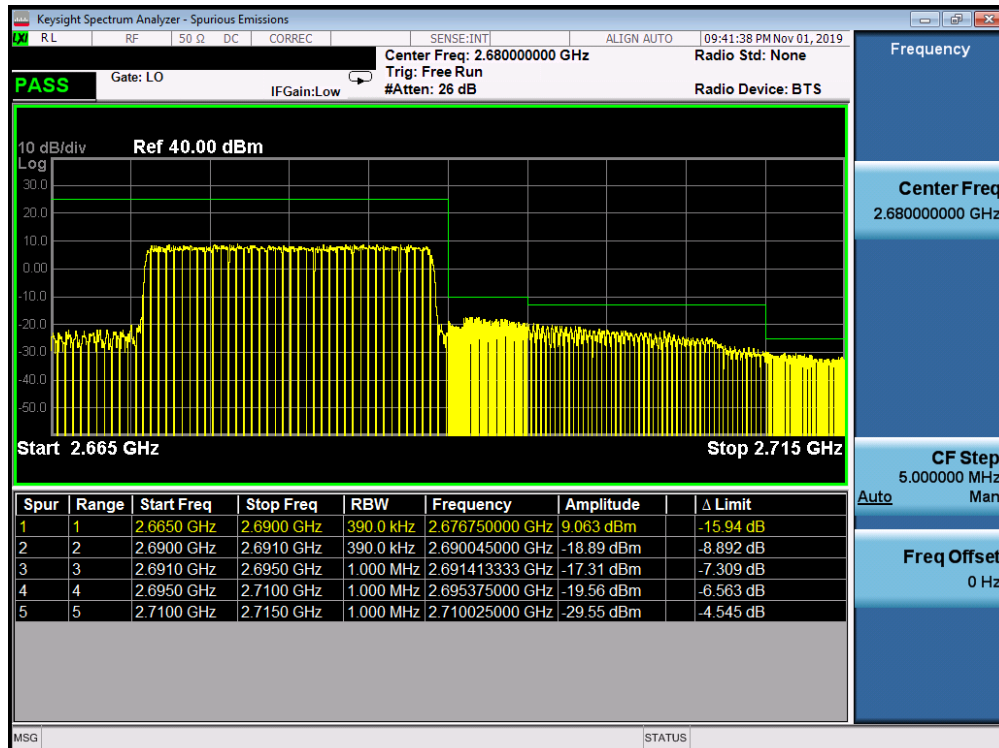 Keysight Spectrum Analyzer - Spurious Emissions
LXI RL RF 50 Ω DC CORREC SENSE:INT ALIGN AUTO 09:41:38 PM Nov 01, 2019
Center Freq: 2.680000000 GHz Radio Std: None
Gate: LO Trig: Free Run
PASS IFGain:Low #Atten: 26 dB Radio Device: BTS
10 dB/div Ref 40.00 dBm
Log
30.0
20.0
10.0
0.00
-10.0
-20.0
-30.0
-40.0
-50.0
Start 2.665 GHz Stop 2.715 GHz
Spur Range Start Freq Stop Freq RBW Frequency Amplitude Δ Limit
1 1 2.6650 GHz 2.6900 GHz 390.0 kHz 2.676750000 GHz 9.063 dBm -15.94 dB
2 2 2.6900 GHz 2.6910 GHz 390.0 kHz 2.690045000 GHz -18.89 dBm -8.892 dB
3 3 2.6910 GHz 2.6950 GHz 1.000 MHz 2.691413333 GHz -17.31 dBm -7.309 dB
4 4 2.6950 GHz 2.7100 GHz 1.000 MHz 2.695375000 GHz -19.56 dBm -6.563 dB
5 5 2.7100 GHz 2.7150 GHz 1.000 MHz 2.710025000 GHz -29.55 dBm -4.545 dB
MSG STATUS
Frequency
Center Freq
2.680000000 GHz
CF Step
5.000000 MHz
Auto Man
Freq Offset
0 Hz